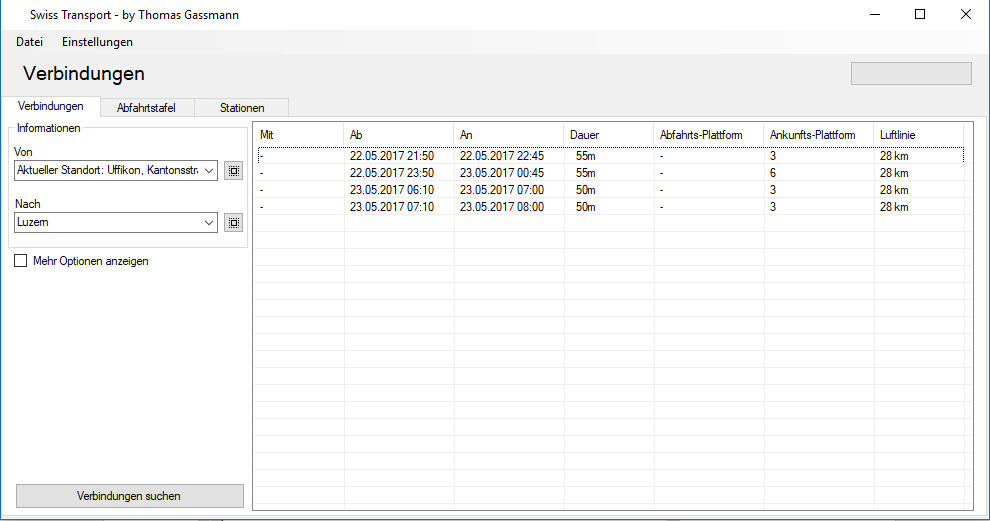 Swiss Transport - by Thomas Gassmann
Datei Einstellungen
Verbindungen
Verbindungen Abfahrtstafel Stationen
Informationen
Von
Aktueller Standort: Uffikon, Kantonsstr
Nach
Luzern
Mehr Optionen anzeigen
Verbindungen suchen
Mit Ab An Dauer Abfahrts-Plattform Ankunfts-Plattform Luftlinie
- 22.05.2017 21:50 22.05.2017 22:45 55m - 3 28 km
- 22.05.2017 23:50 23.05.2017 00:45 55m - 6 28 km
- 23.05.2017 06:10 23.05.2017 07:00 50m - 3 28 km
- 23.05.2017 07:10 23.05.2017 08:00 50m - 3 28 km